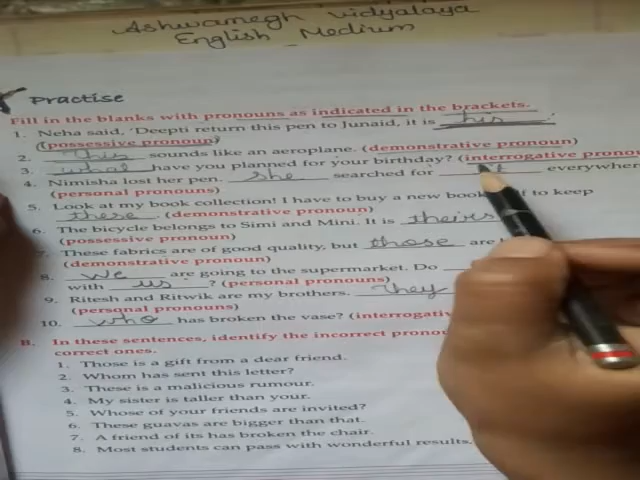 Ashwamegh Vidyalaya
English Medium
Practise
Fill in the blanks with pronouns as indicated in the brackets.
1. Neha said, 'Deepti return this pen to Junaid, it is his.
(possessive pronoun)
2. This sounds like an aeroplane. (demonstrative pronoun)
3. what have you planned for your birthday? (interrogative pronou
4. Nimisha lost her pen. she searched for it everywher
(personal pronouns)
5. Look at my book collection! I have to buy a new book to keep
these. (demonstrative pronoun)
6. The bicycle belongs to Simi and Mini. It is theirs
(possessive pronoun)
These fabrics are of good quality, but those are
(demonstrative pronoun)
8. We are going to the supermarket. Do
with us? (personal pronouns)
9. Ritesh and Ritwik are my brothers. They
(personal pronouns)
10. who has broken the vase? (interrogati
B. In these sentences, identify the incorrect pronou
correct ones.
1. Those is a gift from a dear friend.
2. Whom has sent this letter?
3. These is a malicious rumour.
4. My sister is taller than your.
5. Whose of your friends are invited?
6. These guavas are bigger than that.
7. A friend of its has broken the chair.
8. Most students can pass with wonderful results.